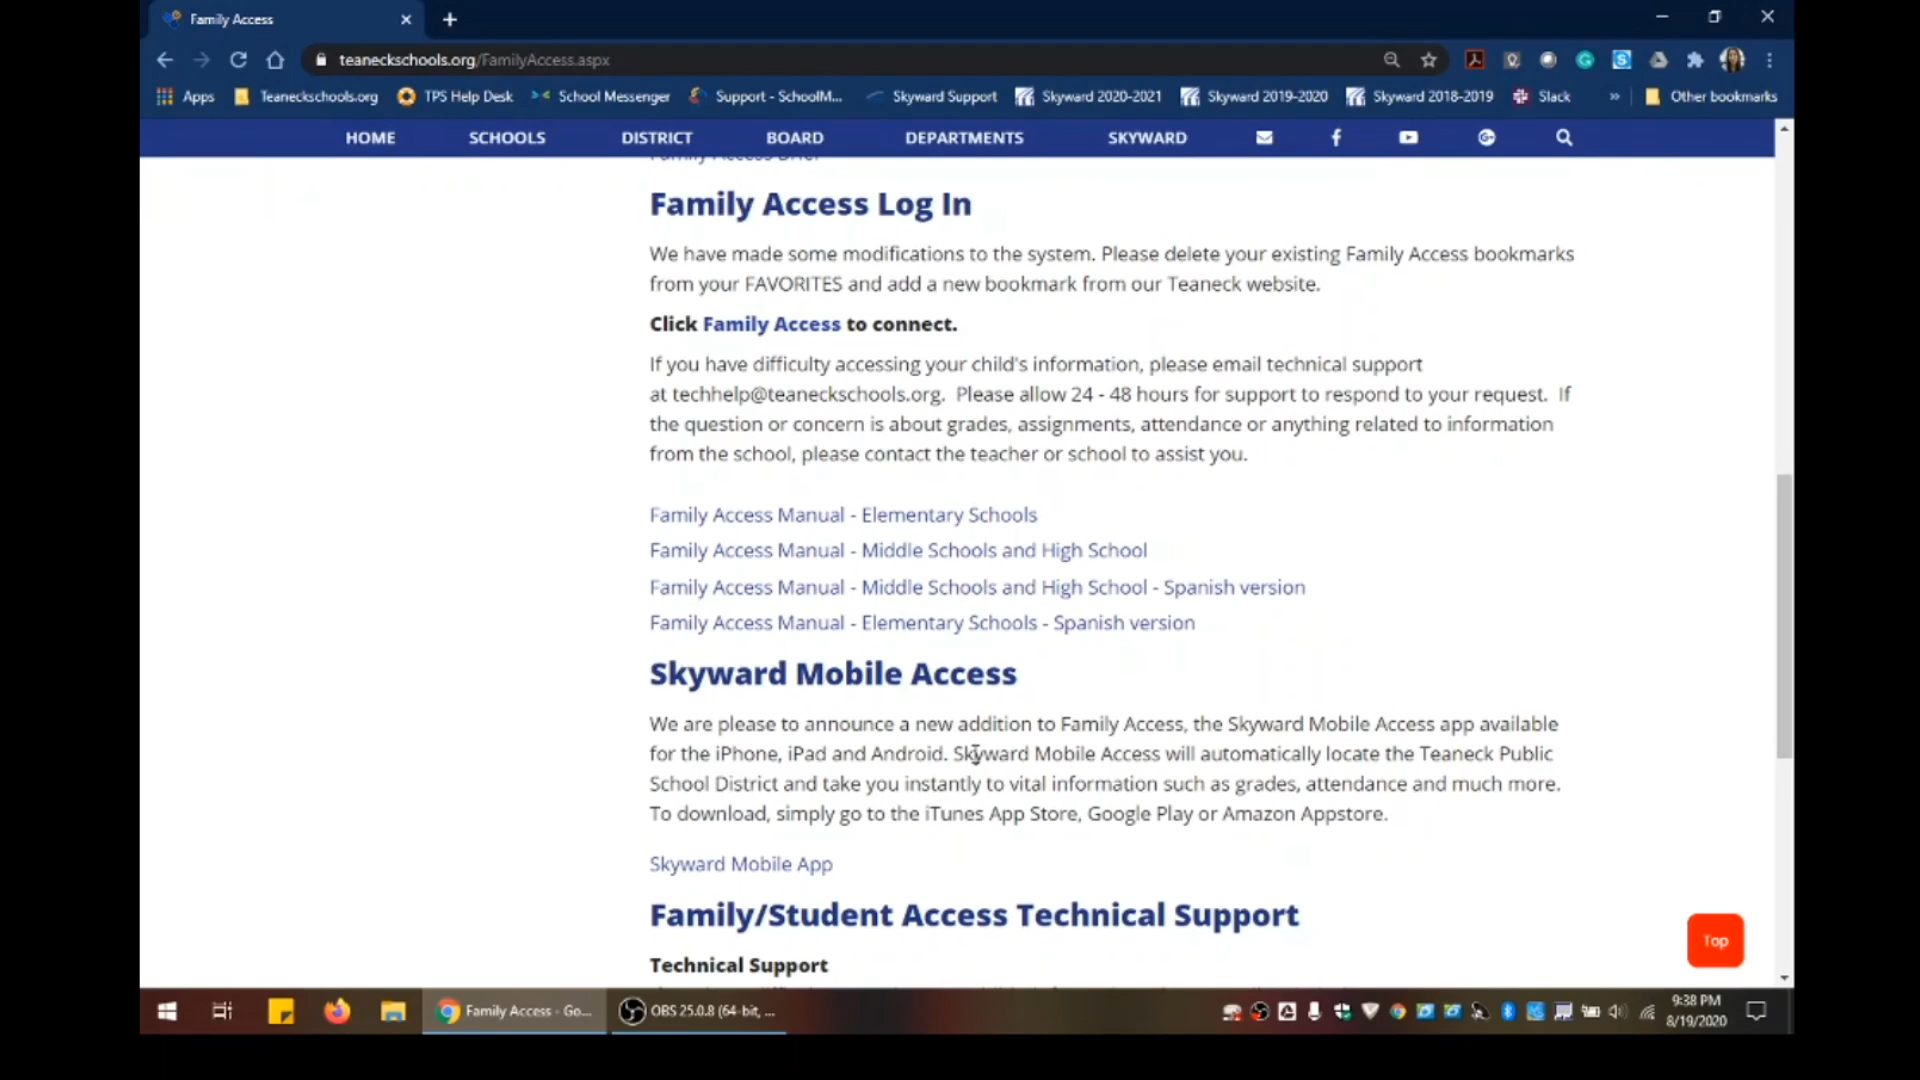 Family Access
teaneckschools.org/FamilyAccess.aspx
Apps Teaneckschools.org TPS Help Desk School Messenger Support - SchoolM... Skyward Support Skyward 2020-2021 Skyward 2019-2020 Skyward 2018-2019 Slack » Other bookmarks
HOME SCHOOLS DISTRICT BOARD DEPARTMENTS SKYWARD
Family Access Brief
Family Access Log In
We have made some modifications to the system. Please delete your existing Family Access bookmarks
from your FAVORITES and add a new bookmark from our Teaneck website.
Click Family Access to connect.
If you have difficulty accessing your child's information, please email technical support
at techhelp@teaneckschools.org. Please allow 24 - 48 hours for support to respond to your request. If
the question or concern is about grades, assignments, attendance or anything related to information
from the school, please contact the teacher or school to assist you.
Family Access Manual - Elementary Schools
Family Access Manual - Middle Schools and High School
Family Access Manual - Middle Schools and High School - Spanish version
Family Access Manual - Elementary Schools - Spanish version
Skyward Mobile Access
We are please to announce a new addition to Family Access, the Skyward Mobile Access app available
for the iPhone, iPad and Android. Skyward Mobile Access will automatically locate the Teaneck Public
School District and take you instantly to vital information such as grades, attendance and much more.
To download, simply go to the iTunes App Store, Google Play or Amazon Appstore.
Skyward Mobile App
Family/Student Access Technical Support
Top
Technical Support
Family Access - Go... OBS 25.0.8 (64-bit, ...
9:38 PM
8/19/2020